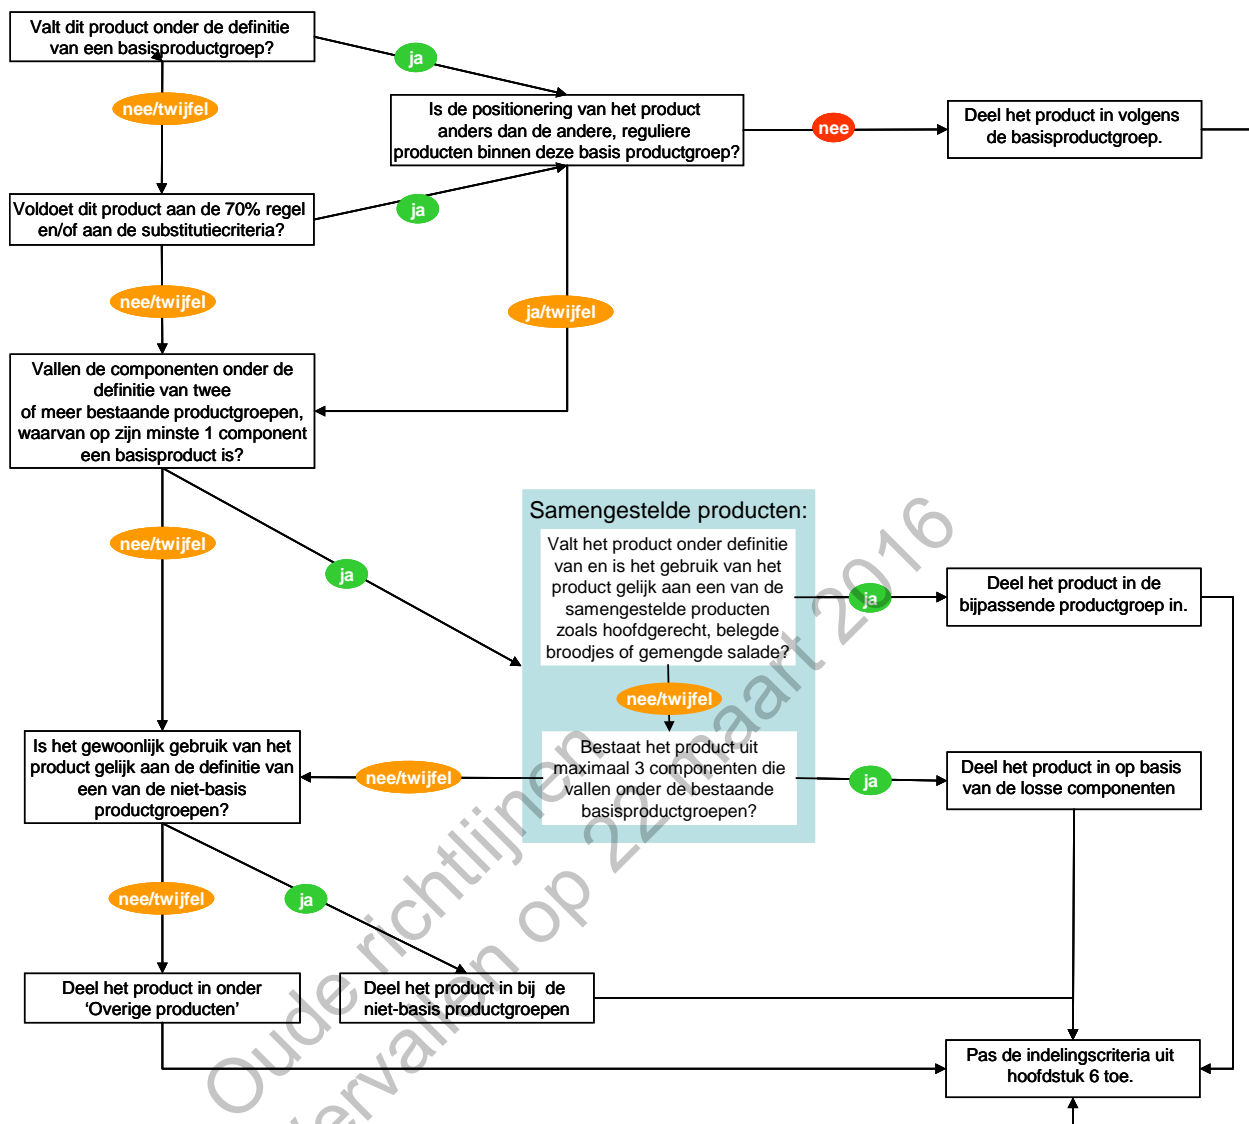 Valt dit product onder de definitie
van een basisproductgroep?
ja
nee/twijfel
Is de positionering van het product
anders dan de andere, reguliere
producten binnen deze basis productgroep?
nee
Deel het product in volgens
de basisproductgroep.
Voldoet dit product aan de 70% regel
en/of aan de substitutiecriteria?
ja
nee/twijfel
ja/twijfel
Vallen de componenten onder de
definitie van twee
of meer bestaande productgroepen,
waarvan op zijn minste 1 component
een basisproduct is?
nee/twijfel
ja
Samengestelde producten:
Valt het product onder definitie
van en is het gebruik van het
product gelijk aan een van de
samengestelde producten
zoals hoofdgerecht, belegde
broodjes of gemengde salade?
ja
Deel het product in de
bijpassende productgroep in.
nee/twijfel
Bestaat het product uit
maximaal 3 componenten die
vallen onder de bestaande
basisproductgroepen?
nee/twijfel
ja
Deel het product in op basis
van de losse componenten
Is het gewoonlijk gebruik van het
product gelijk aan de definitie van
een van de niet-basis
productgroepen?
nee/twijfel
ja
Deel het product in onder
‘Overige producten’
Deel het product in bij de
niet-basis productgroepen
Pas de indelingscriteria uit
hoofdstuk 6 toe.
Oude richtlijnen
Vervallen op 22 maart 2016